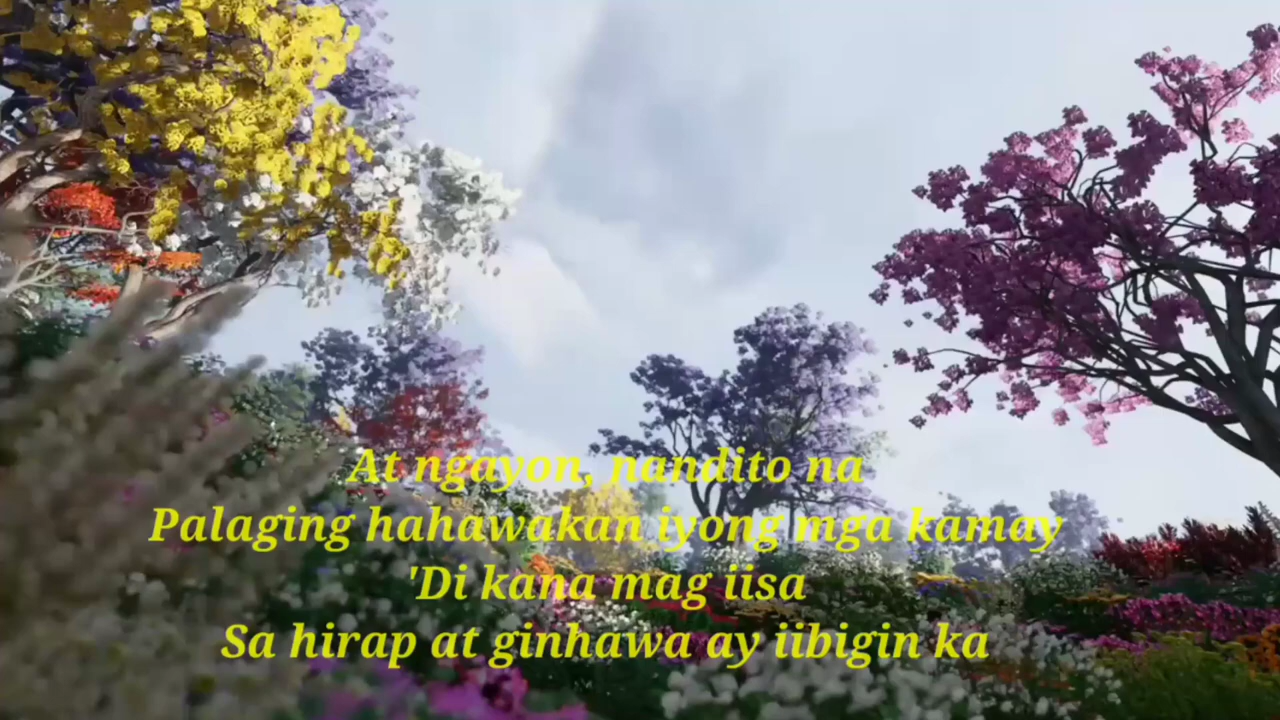 At ngayon, nandito na
Palaging hahawakan iyong mga kamay
'Di kana mag iisa
Sa hirap at ginhawa ay iibigin ka